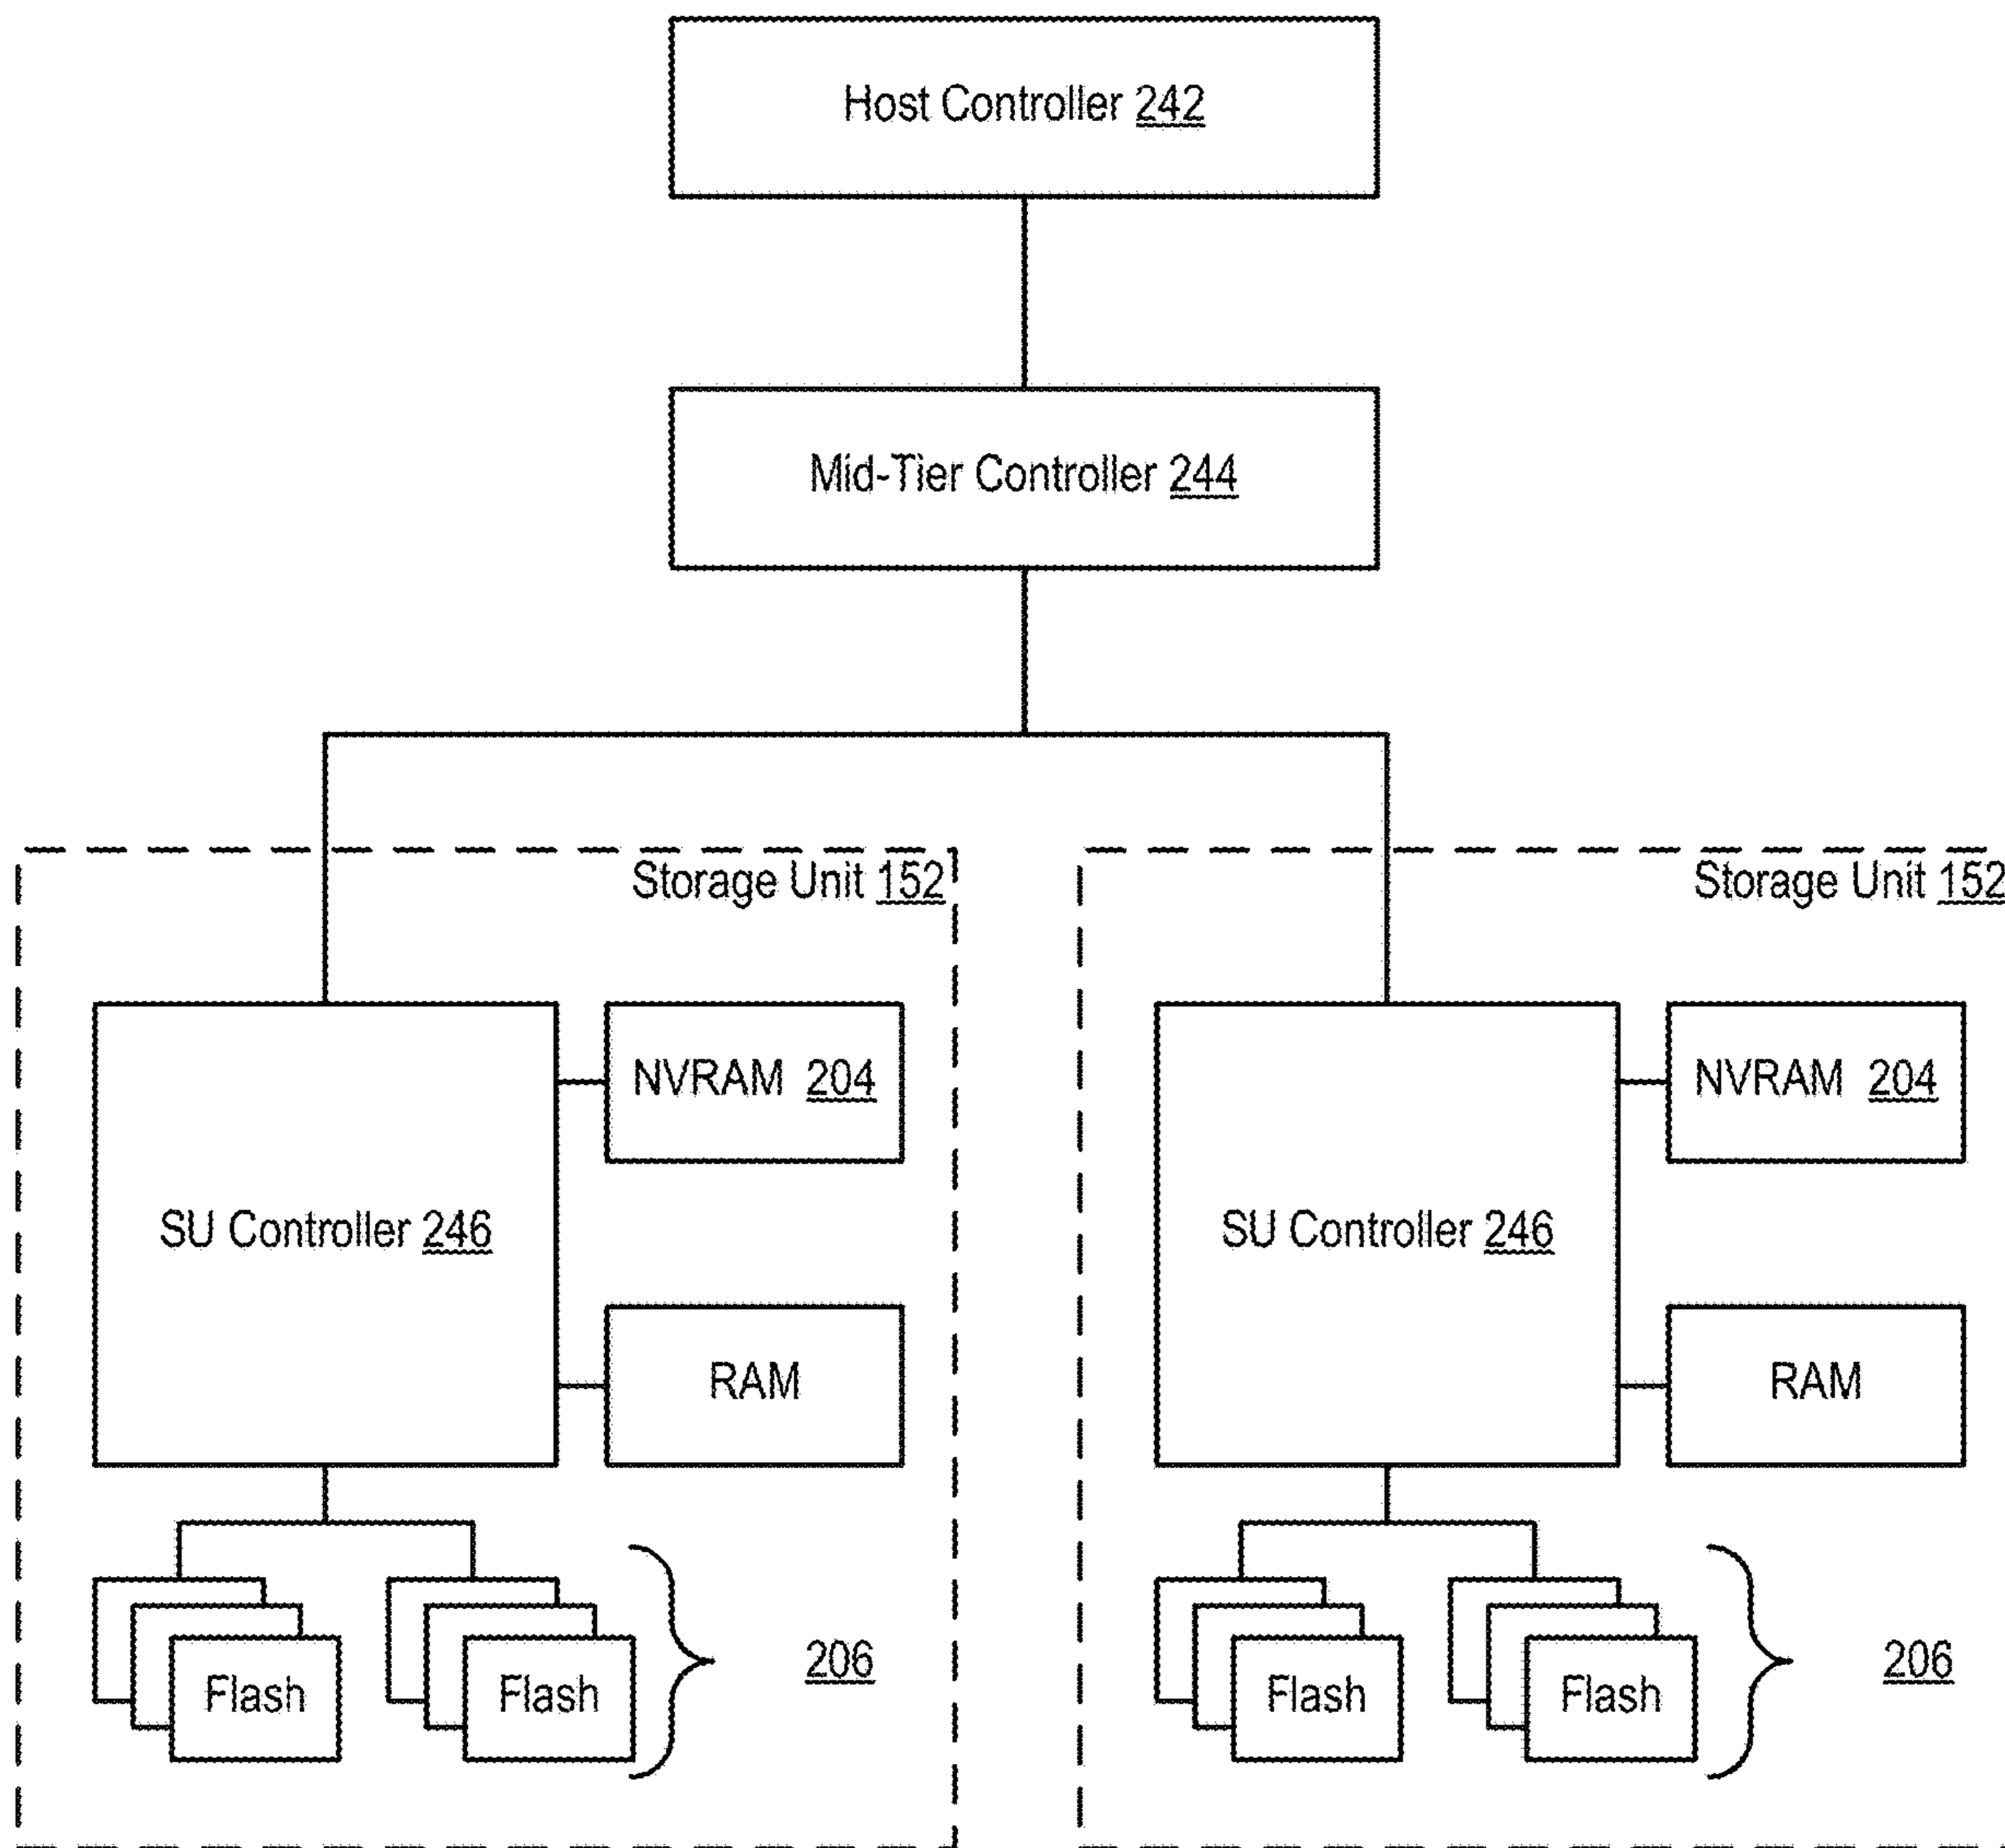 Host Controller 242
Mid-Tier Controller 244
Storage Unit 152
Storage Unit 152
NVRAM 204
NVRAM 204
SU Controller 246
SU Controller 246
RAM
RAM
Flash
Flash
206
Flash
Flash
206